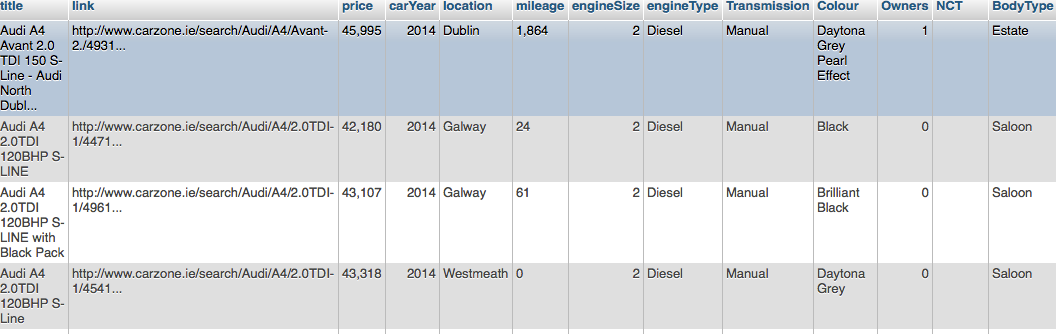 title link price carYear location mileage engineSize engineType Transmission Colour Owners NCT BodyType
Audi A4 http://www.carzone.ie/search/Audi/A4/Avant- 45,995 2014 Dublin 1,864 2 Diesel Manual Daytona 1 Estate
Avant 2.0 2./4931... Grey
TDI 150 S- Pearl
Line - Audi Effect
North
Dubl...
Audi A4 http://www.carzone.ie/search/Audi/A4/2.0TDI- 42,180 2014 Galway 24 2 Diesel Manual Black 0 Saloon
2.0TDI 1/4471...
120BHP S-
LINE
Audi A4 http://www.carzone.ie/search/Audi/A4/2.0TDI- 43,107 2014 Galway 61 2 Diesel Manual Brilliant 0 Saloon
2.0TDI 1/4961... Black
120BHP S-
LINE with
Black Pack
Audi A4 http://www.carzone.ie/search/Audi/A4/2.0TDI- 43,318 2014 Westmeath 0 2 Diesel Manual Daytona 0 Saloon
2.0TDI 1/4541... Grey
120BHP S-
Line